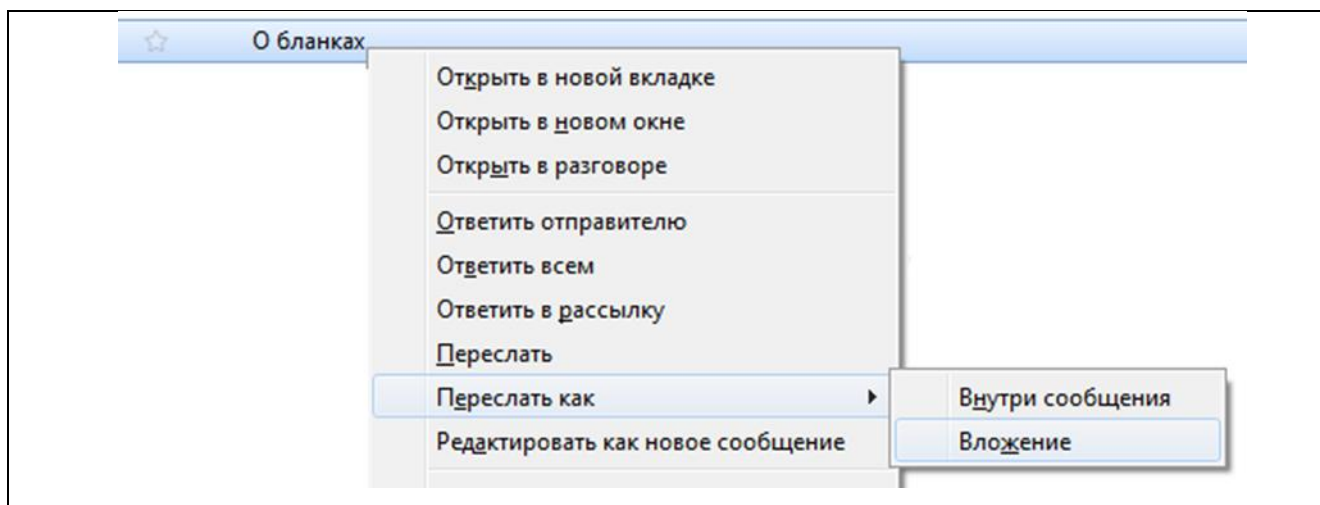 О бланках
Открыть в новой вкладке
Открыть в новом окне
Открыть в разговоре
Ответить отправителю
Ответить всем
Ответить в рассылку
Переслать
Переслать как
Внутри сообщения
Редактировать как новое сообщение
Вложение